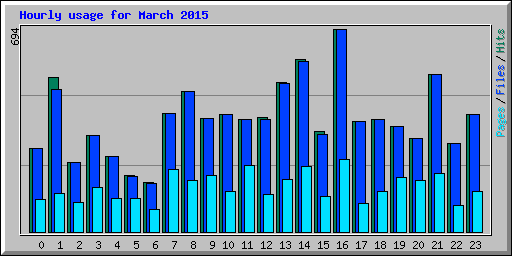 Hourly usage for March 2015
694
Pages/Files/Hits
0 1 2 3 4 5 6 7 8 9 10 11 12 13 14 15 16 17 18 19 20 21 22 23